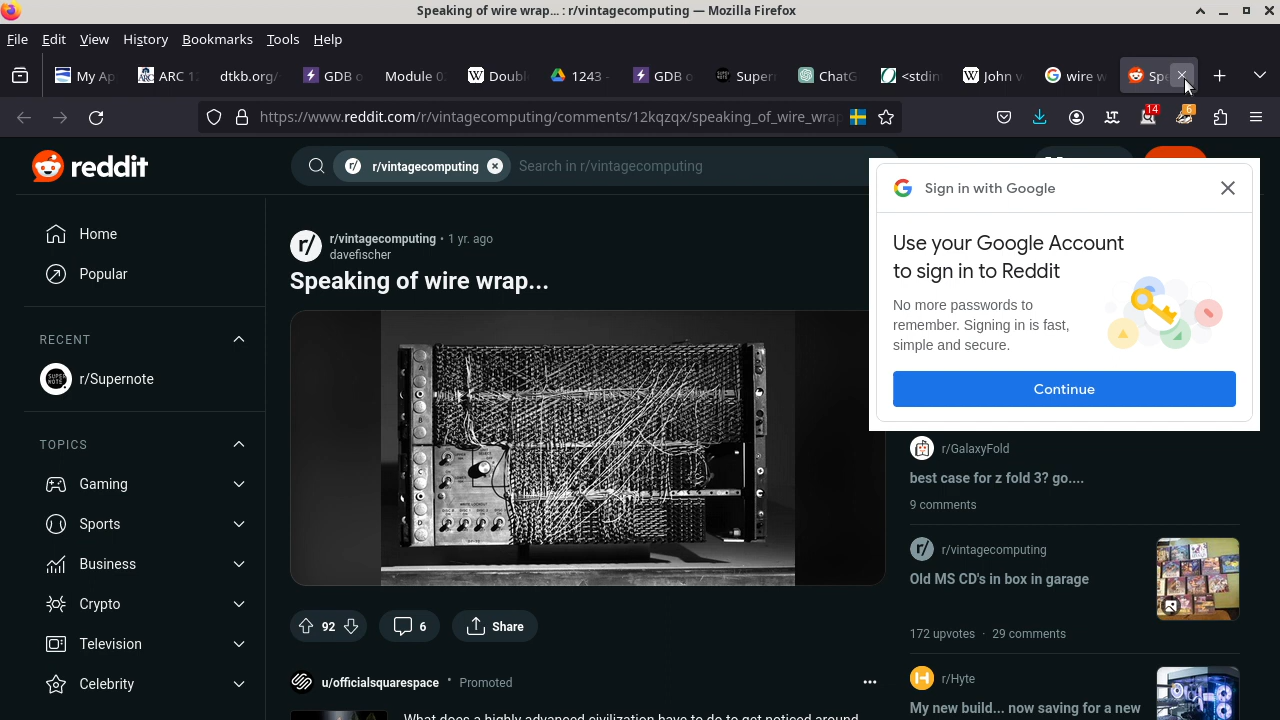 Speaking of wire wrap... : r/vintagecomputing — Mozilla Firefox
File Edit View History Bookmarks Tools Help
My Ap ARC 1 dtkb.org/ GDB o Module 0 Doubl 1243 - GDB o Super ChatG <stdin John v wire w Spe
https://www.reddit.com/r/vintagecomputing/comments/12kqzqx/speaking_of_wire_wrap
14
6
reddit
r/vintagecomputing
Search in r/vintagecomputing
Home
Popular
RECENT
r/Supernote
TOPICS
Gaming
Sports
Business
Crypto
Television
Celebrity
r/vintagecomputing • 1 yr. ago
davefischer
Speaking of wire wrap...
92
6
Share
u/officialsquarespace • Promoted
What does a highly advanced civilization have to do to get noticed around
Sign in with Google
Use your Google Account
to sign in to Reddit
No more passwords to
remember. Signing in is fast,
simple and secure.
Continue
r/GalaxyFold
best case for z fold 3? go....
9 comments
r/vintagecomputing
Old MS CD's in box in garage
172 upvotes · 29 comments
r/Hyte
My new build... now saving for a new